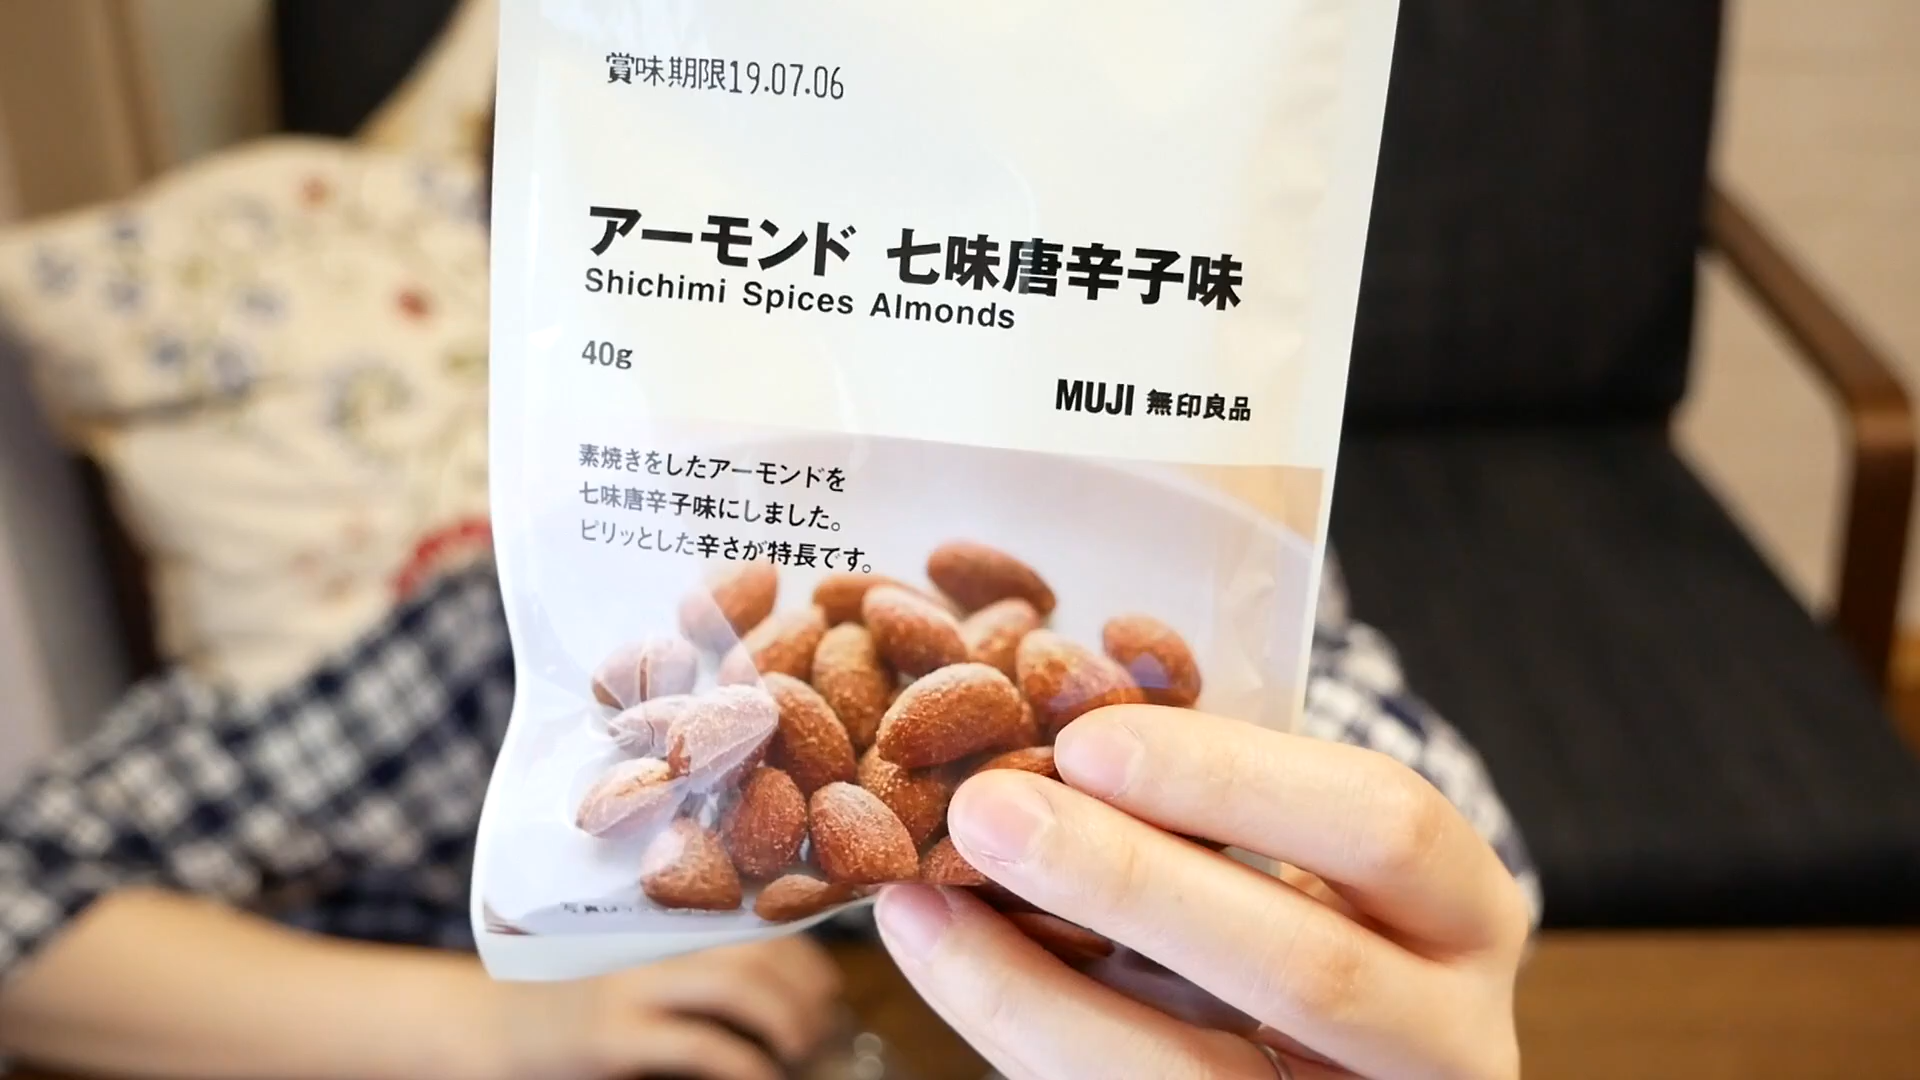 賞味期限19.07.06
アーモンド 七味唐辛子味
Shichimi Spices Almonds
40g
MUJI 無印良品
素焼きをしたアーモンドを
七味唐辛子味にしました。
ピリッとした辛さが特長です。
写真は